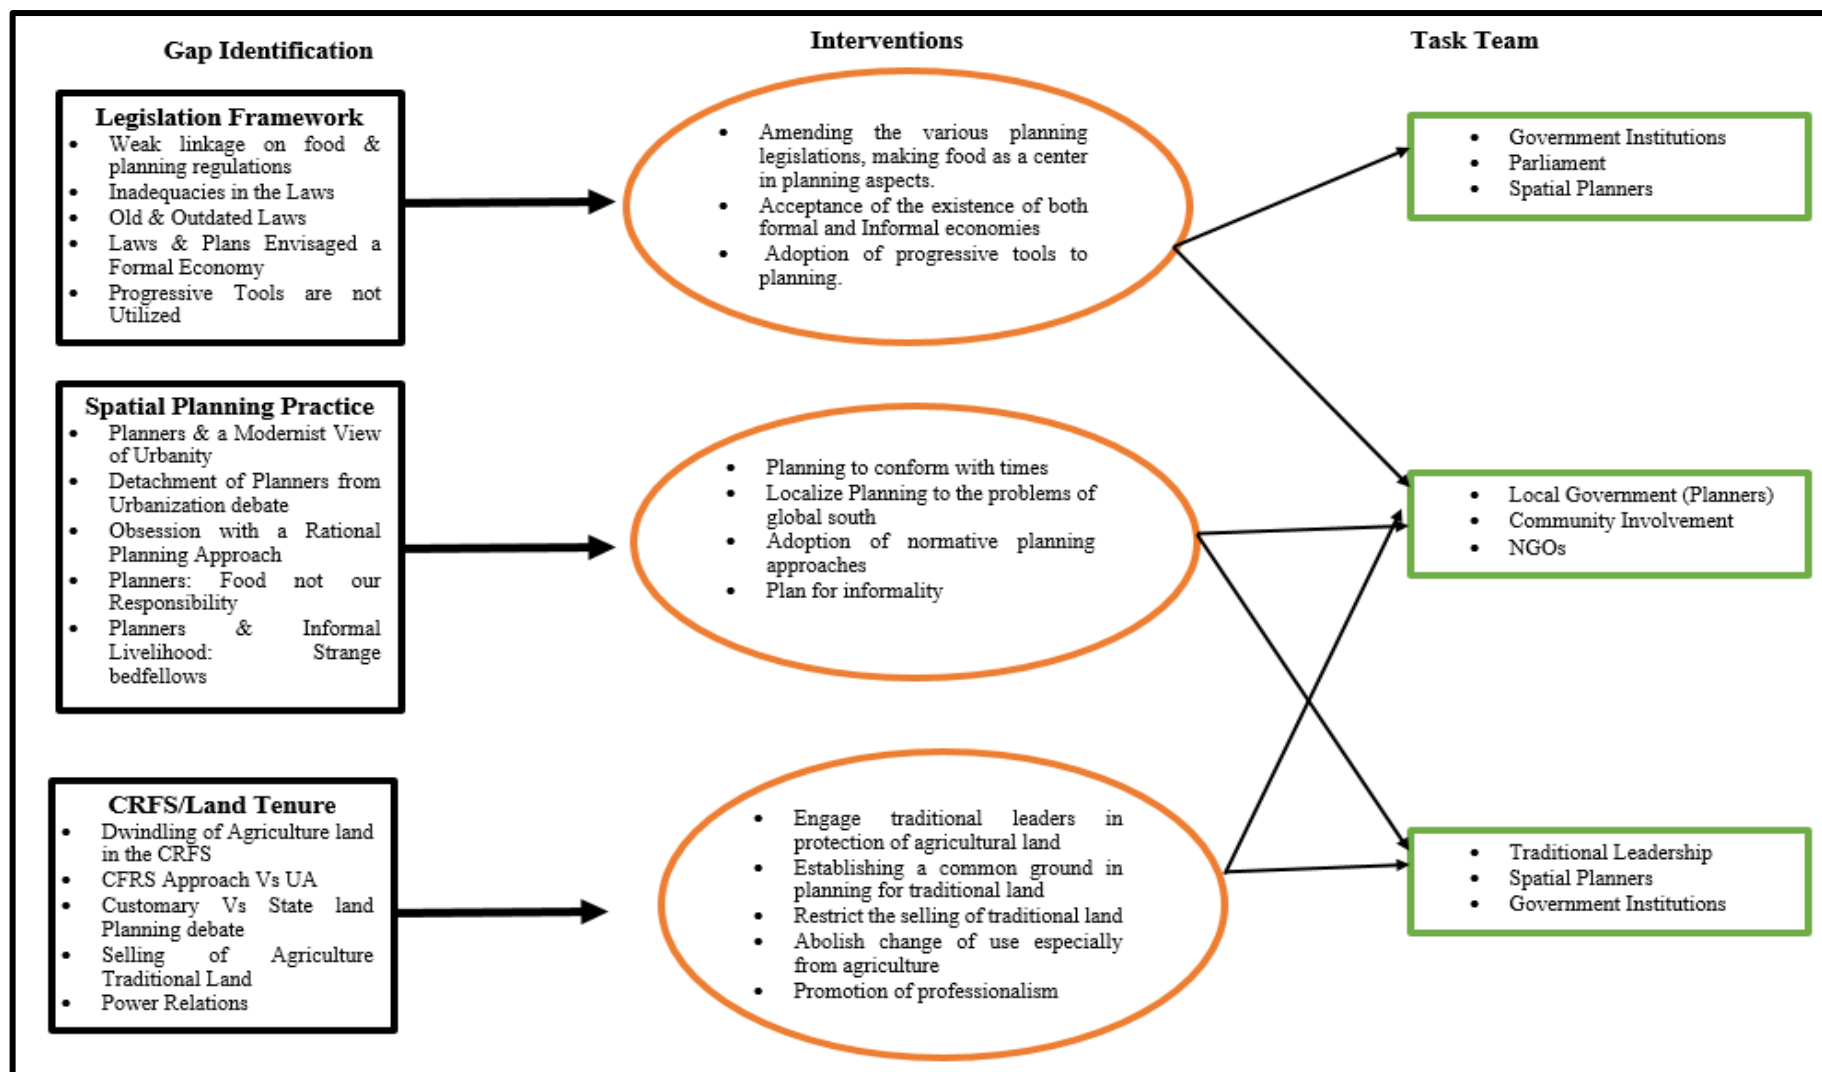 Gap Identification
Interventions
Task Team
Legislation Framework
• Weak linkage on food &
planning regulations
• Inadequacies in the Laws
• Old & Outdated Laws
• Laws & Plans Envisaged a
Formal Economy
• Progressive Tools are not
Utilized
• Amending the various planning
legislations, making food as a center
in planning aspects.
• Acceptance of the existence of both
formal and Informal economies
• Adoption of progressive tools to
planning.
• Government Institutions
• Parliament
• Spatial Planners
Spatial Planning Practice
• Planners & a Modernist View
of Urbanity
• Detachment of Planners from
Urbanization debate
• Obsession with a Rational
Planning Approach
• Planners: Food not our
Responsibility
• Planners & Informal
Livelihood: Strange
bedfellows
• Planning to conform with times
• Localize Planning to the problems of
global south
• Adoption of normative planning
approaches
• Plan for informality
• Local Government (Planners)
• Community Involvement
• NGOs
CRFS/Land Tenure
• Dwindling of Agriculture land
in the CRFS
• CFRS Approach Vs UA
• Customary Vs State land
Planning debate
• Selling of Agriculture
Traditional Land
• Power Relations
• Engage traditional leaders in
protection of agricultural land
• Establishing a common ground in
planning for traditional land
• Restrict the selling of traditional land
• Abolish change of use especially
from agriculture
• Promotion of professionalism
• Traditional Leadership
• Spatial Planners
• Government Institutions